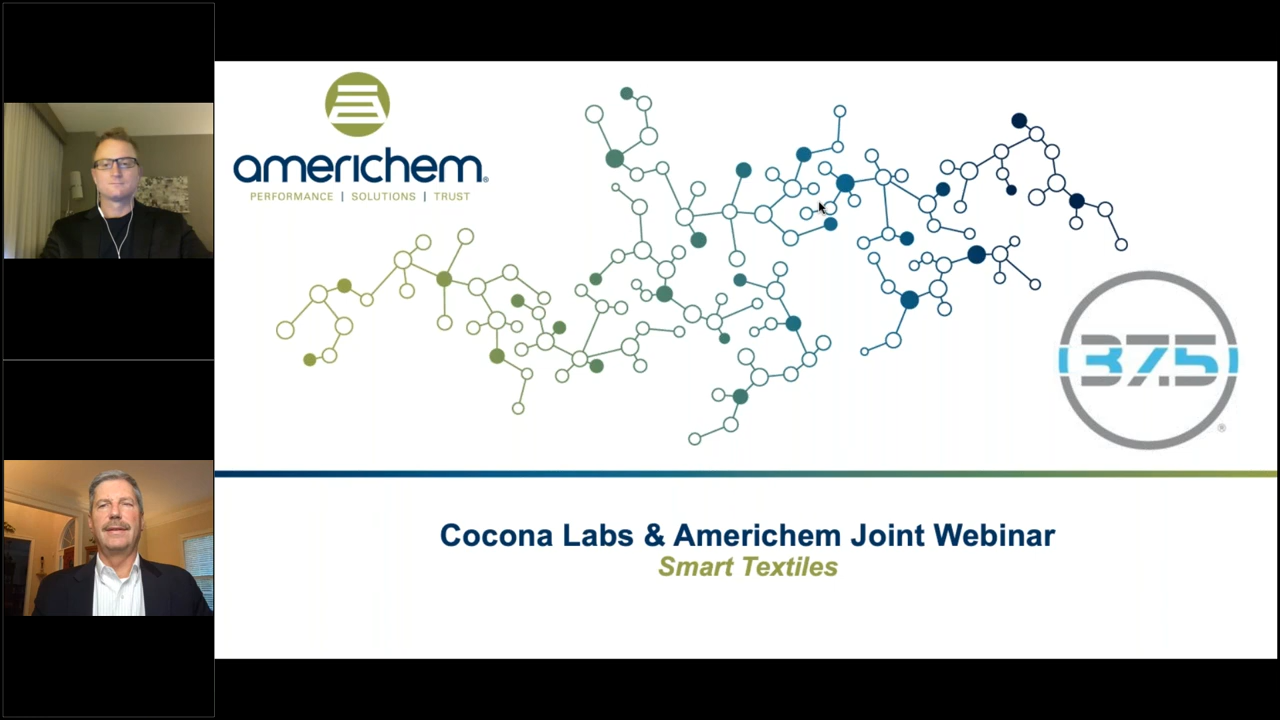 americhem®
PERFORMANCE | SOLUTIONS | TRUST
37.5®
Cocona Labs & Americhem Joint Webinar
Smart Textiles